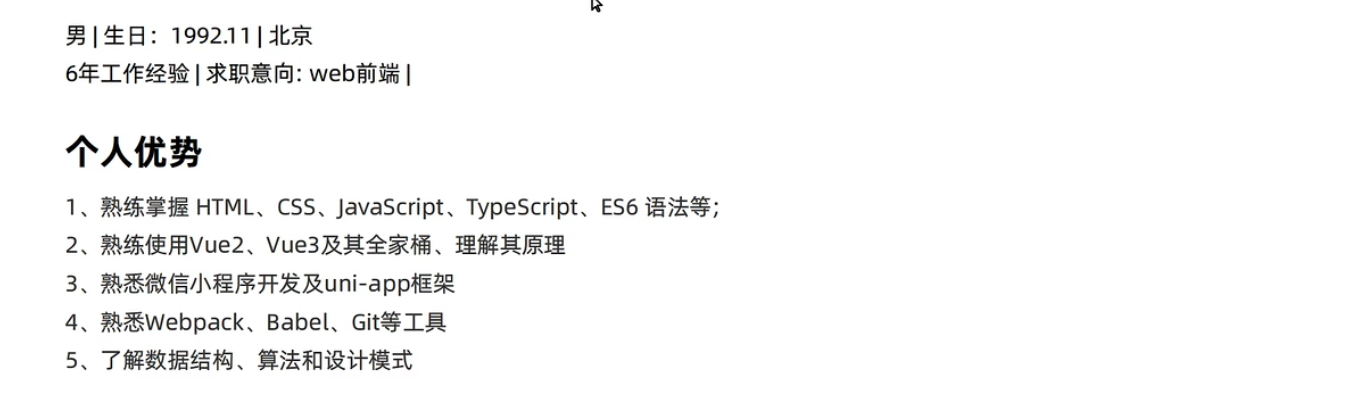 男 | 生日：1992.11 | 北京
6年工作经验 | 求职意向: web前端 |
个人优势
1、熟练掌握 HTML、CSS、JavaScript、TypeScript、ES6 语法等；
2、熟练使用Vue2、Vue3及其全家桶、理解其原理
3、熟悉微信小程序开发及uni-app框架
4、熟悉Webpack、Babel、Git等工具
5、了解数据结构、算法和设计模式